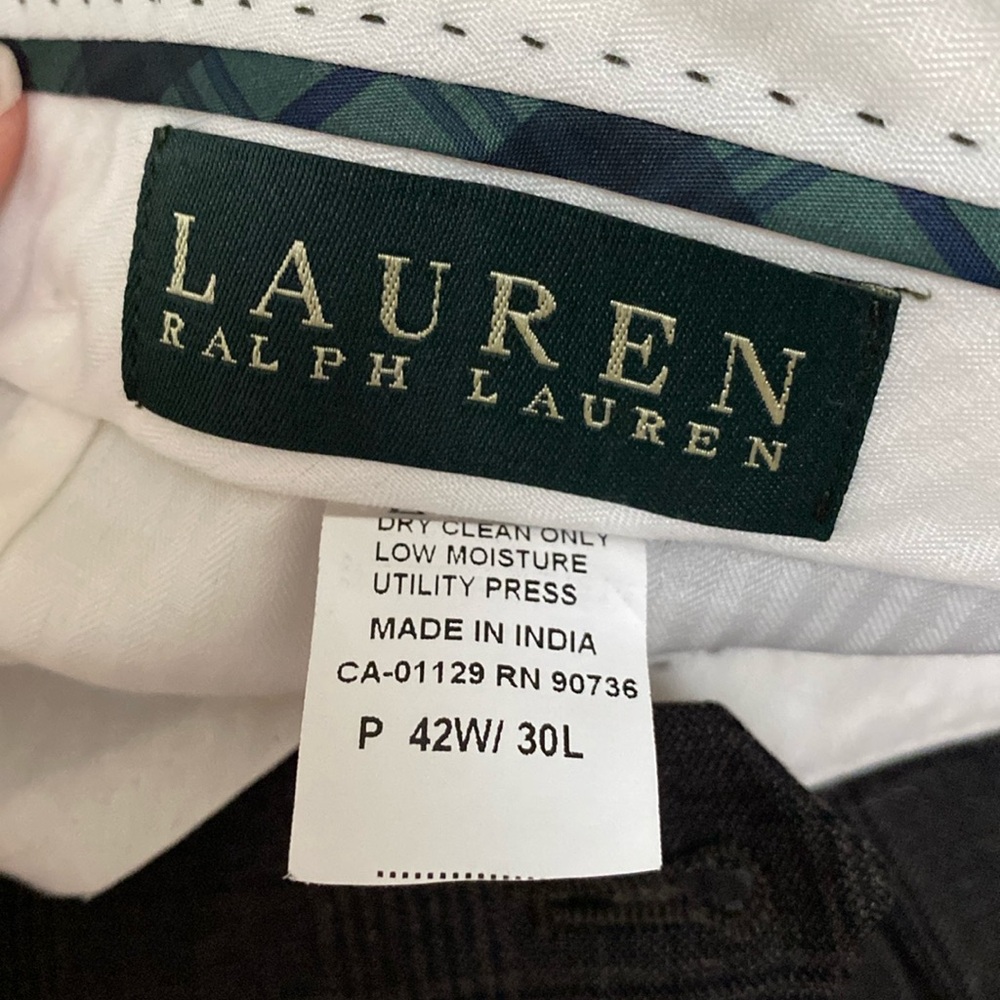 LAUREN
RALPH LAUREN
DRY CLEAN ONLY
LOW MOISTURE
UTILITY PRESS
MADE IN INDIA
CA-01129 RN 90736
P 42W/ 30L